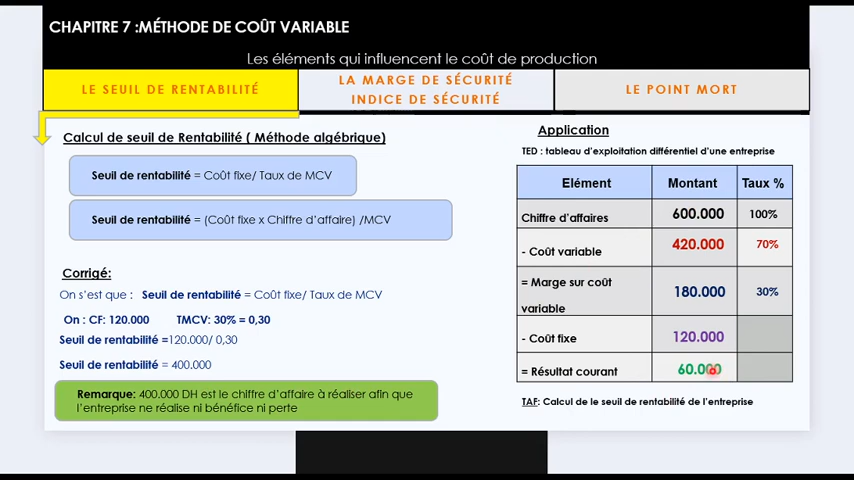 CHAPITRE 7 :MÉTHODE DE COÛT VARIABLE
Les éléments qui influencent le coût de production
LE SEUIL DE RENTABILITÉ
LA MARGE DE SÉCURITÉ
INDICE DE SÉCURITÉ
LE POINT MORT
Calcul de seuil de Rentabilité ( Méthode algébrique)
Seuil de rentabilité = Coût fixe/ Taux de MCV
Seuil de rentabilité = (Coût fixe x Chiffre d'affaire) /MCV
Corrigé:
On s'est que : Seuil de rentabilité = Coût fixe/ Taux de MCV
On : CF: 120.000 TMCV: 30% = 0,30
Seuil de rentabilité =120.000/ 0,30
Seuil de rentabilité = 400.000
Remarque: 400.000 DH est le chiffre d'affaire à réaliser afin que
l'entreprise ne réalise ni bénéfice ni perte
Application
TED : tableau d'exploitation différentiel d'une entreprise
Elément Montant Taux %
Chiffre d'affaires 600.000 100%
- Coût variable 420.000 70%
= Marge sur coût
variable 180.000 30%
- Coût fixe 120.000
= Résultat courant 60.000
TAF: Calcul de le seuil de rentabilité de l'entreprise